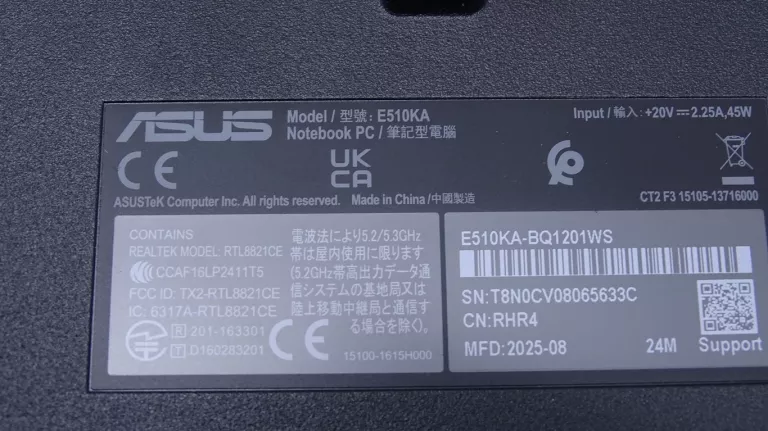 ASUS
Model / 型號: E510KA
Notebook PC / 筆記型電腦
Input / 輸入: +20V⎓2.25A,45W
CE
UK
CA
CT2 F3 15105-13716000
ASUSTeK Computer Inc. All rights reserved. Made in China /中國製造
CONTAINS
REALTEK MODEL: RTL8821CE
CCAF16LP2411T5
FCC ID: TX2-RTL8821CE
IC: 6317A-RTL8821CE
R 201-163301
T D160283201
電波法により5.2/5.3GHz
帯は屋内使用に限ります
(5.2GHz帯高出力データ通
信システムの基地局又は
陸上移動中継局と通信す
る場合を除く)。
CE
15100-1615H000
E510KA-BQ1201WS
SN:T8N0CV08065633C
CN:RHR4
MFD: 2025-08
24M
Support